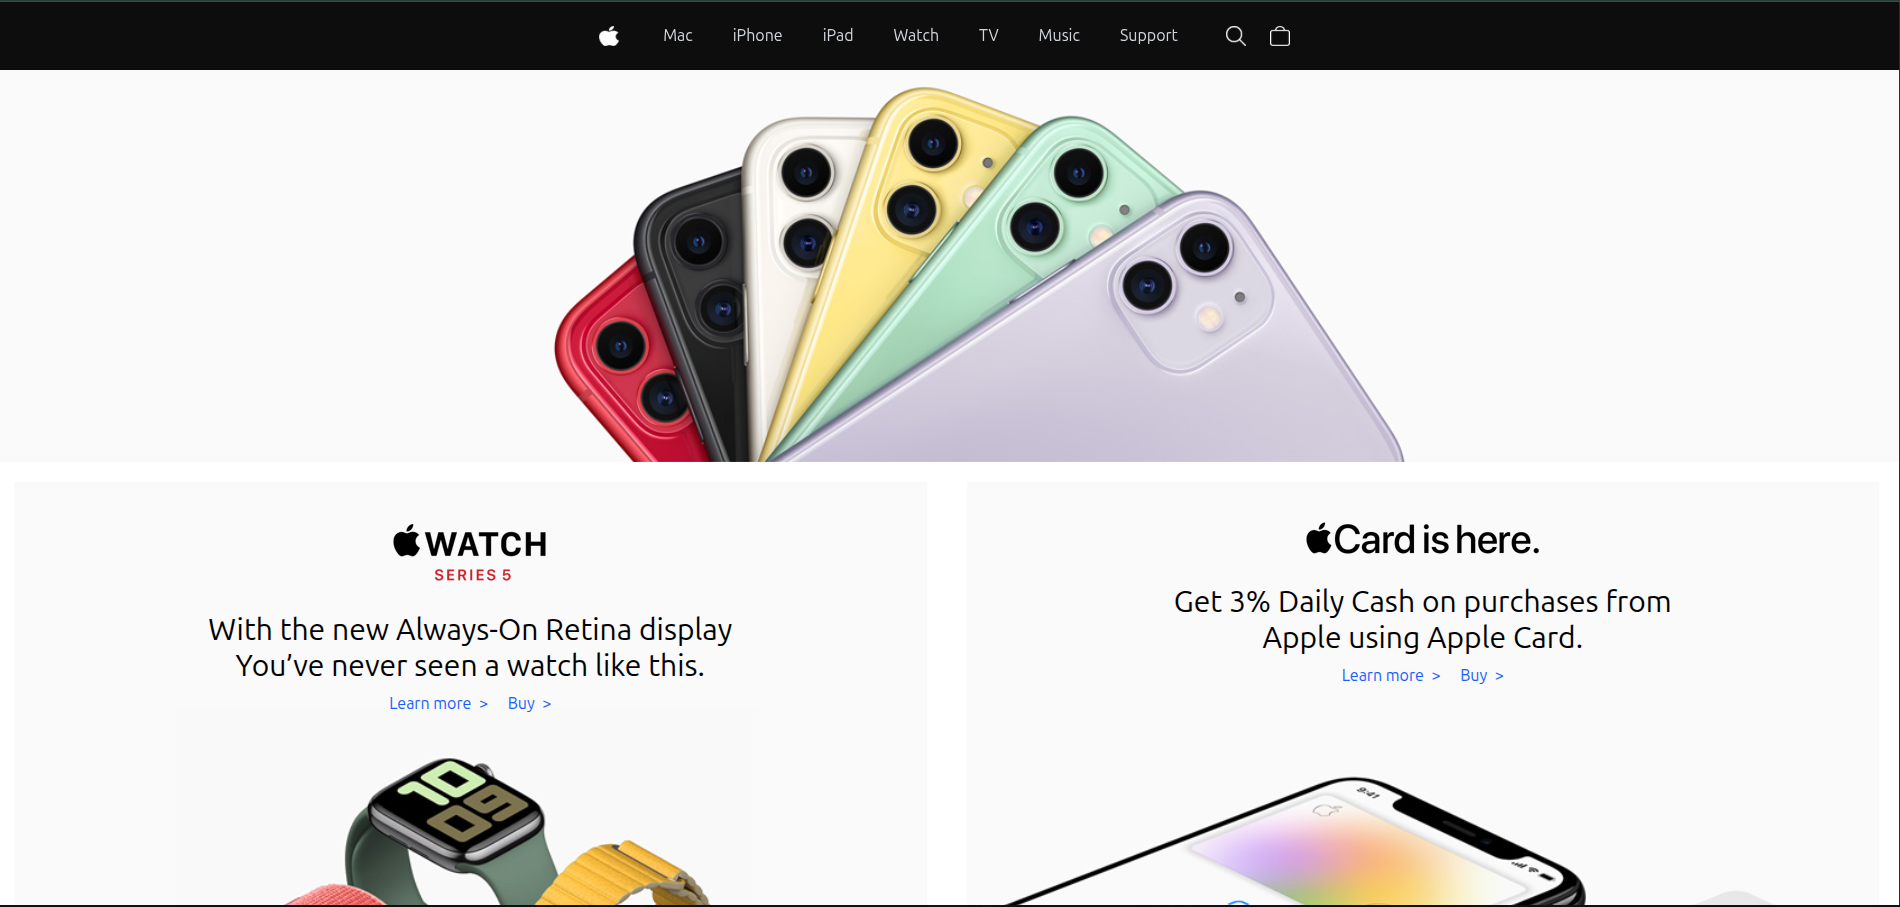 Mac iPhone iPad Watch TV Music Support
WATCH
SERIES 5
With the new Always-On Retina display
You’ve never seen a watch like this.
Learn more > Buy >
10
09
Card is here.
Get 3% Daily Cash on purchases from
Apple using Apple Card.
Learn more > Buy >
9:41